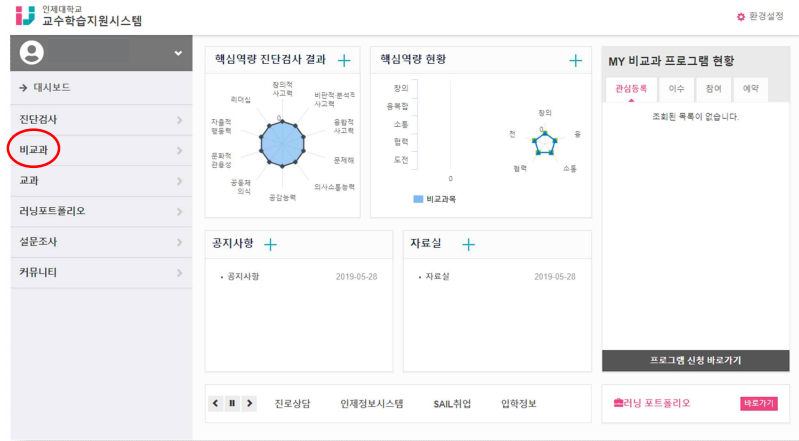 인제대학교
교수학습지원시스템
환경설정
대시보드
진단검사
비교과
교과
러닝포트폴리오
설문조사
커뮤니티
핵심역량 진단검사 결과
창의적
사고력
비판적·분석적
사고력
융합적
사고력
문제해
의사소통능력
공감능력
공동체
의식
문화적
관용성
자율적
행동력
리더십
0
핵심역량 현황
창의
융복합
소통
협력
도전
0
비교과목
창의
융
소통
협력
전
0
MY 비교과 프로그램 현황
관심등록 이수 참여 예약
조회된 목록이 없습니다.
프로그램 신청 바로가기
공지사항
• 공지사항 2019-05-28
자료실
• 자료실 2019-05-28
진로상담 인제정보시스템 SAIL취업 입학정보
러닝 포트폴리오 바로가기